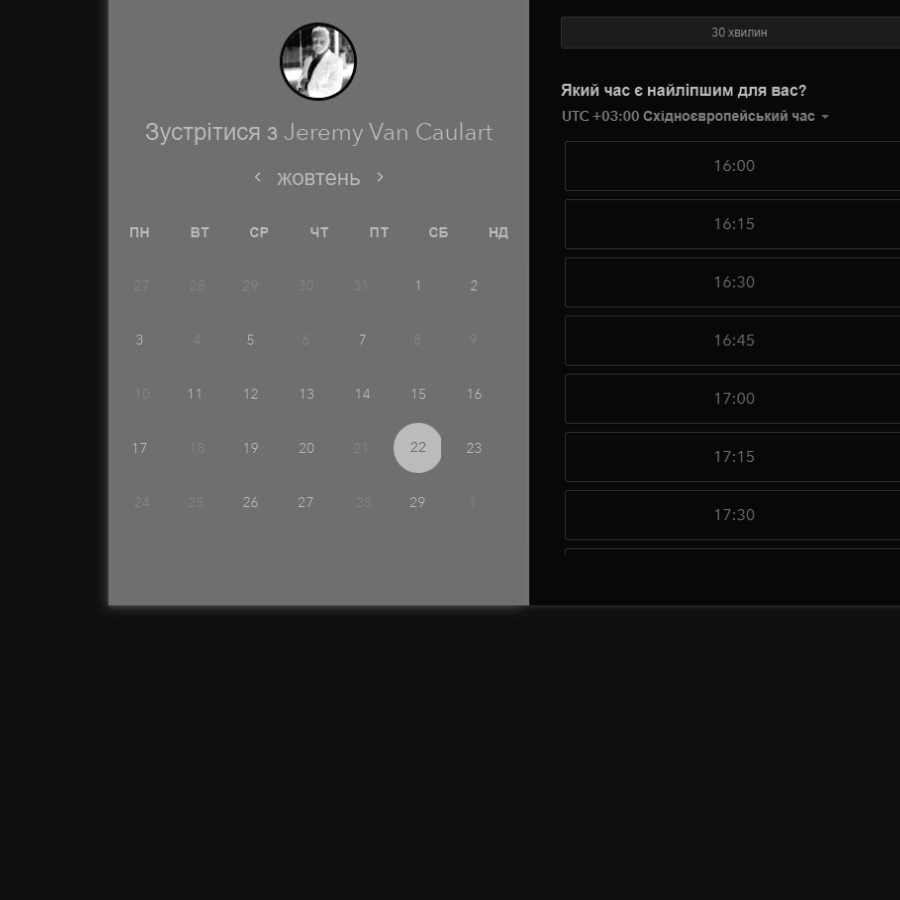 Зустрітися з Jeremy Van Caulart
жовтень
ПН ВТ СР ЧТ ПТ СБ НД
27 28 29 30 31 1 2
3 4 5 6 7 8 9
10 11 12 13 14 15 16
17 18 19 20 21 22 23
24 25 26 27 28 29 1
30 хвилин
Який час є найліпшим для вас?
UTC +03:00 Східноєвропейський час
16:00
16:15
16:30
16:45
17:00
17:15
17:30